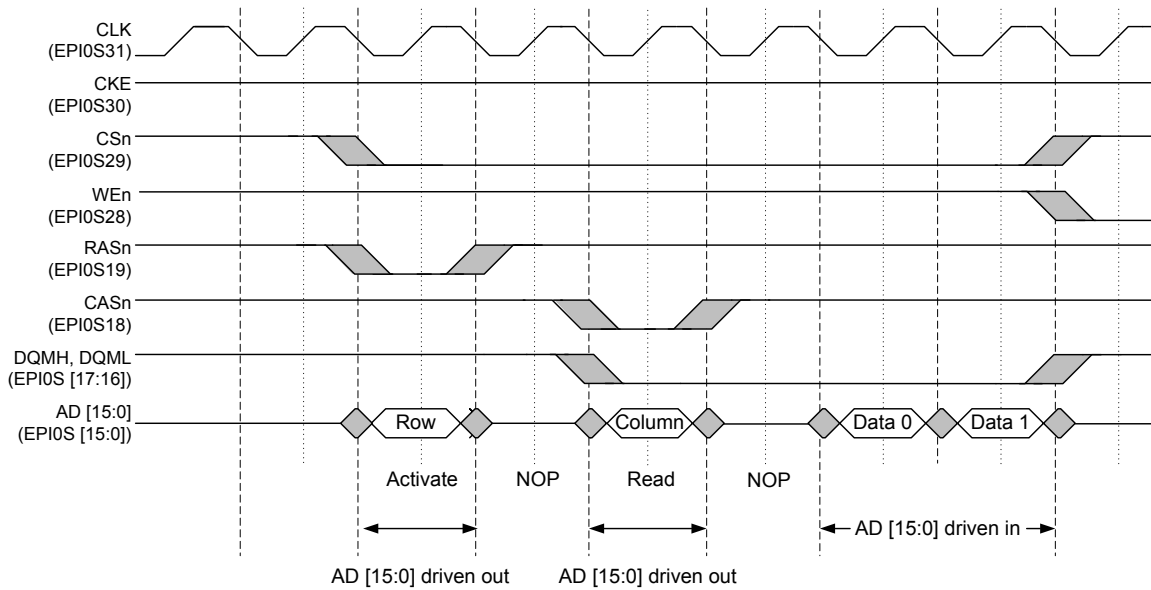 CLK
(EPI0S31)
CKE
(EPI0S30)
CSn
(EPI0S29)
WEn
(EPI0S28)
RASn
(EPI0S19)
CASn
(EPI0S18)
DQMH, DQML
(EPI0S [17:16])
AD [15:0]
(EPI0S [15:0])
Row
Column
Data 0
Data 1
Activate
NOP
Read
NOP
AD [15:0] driven in
AD [15:0] driven out
AD [15:0] driven out